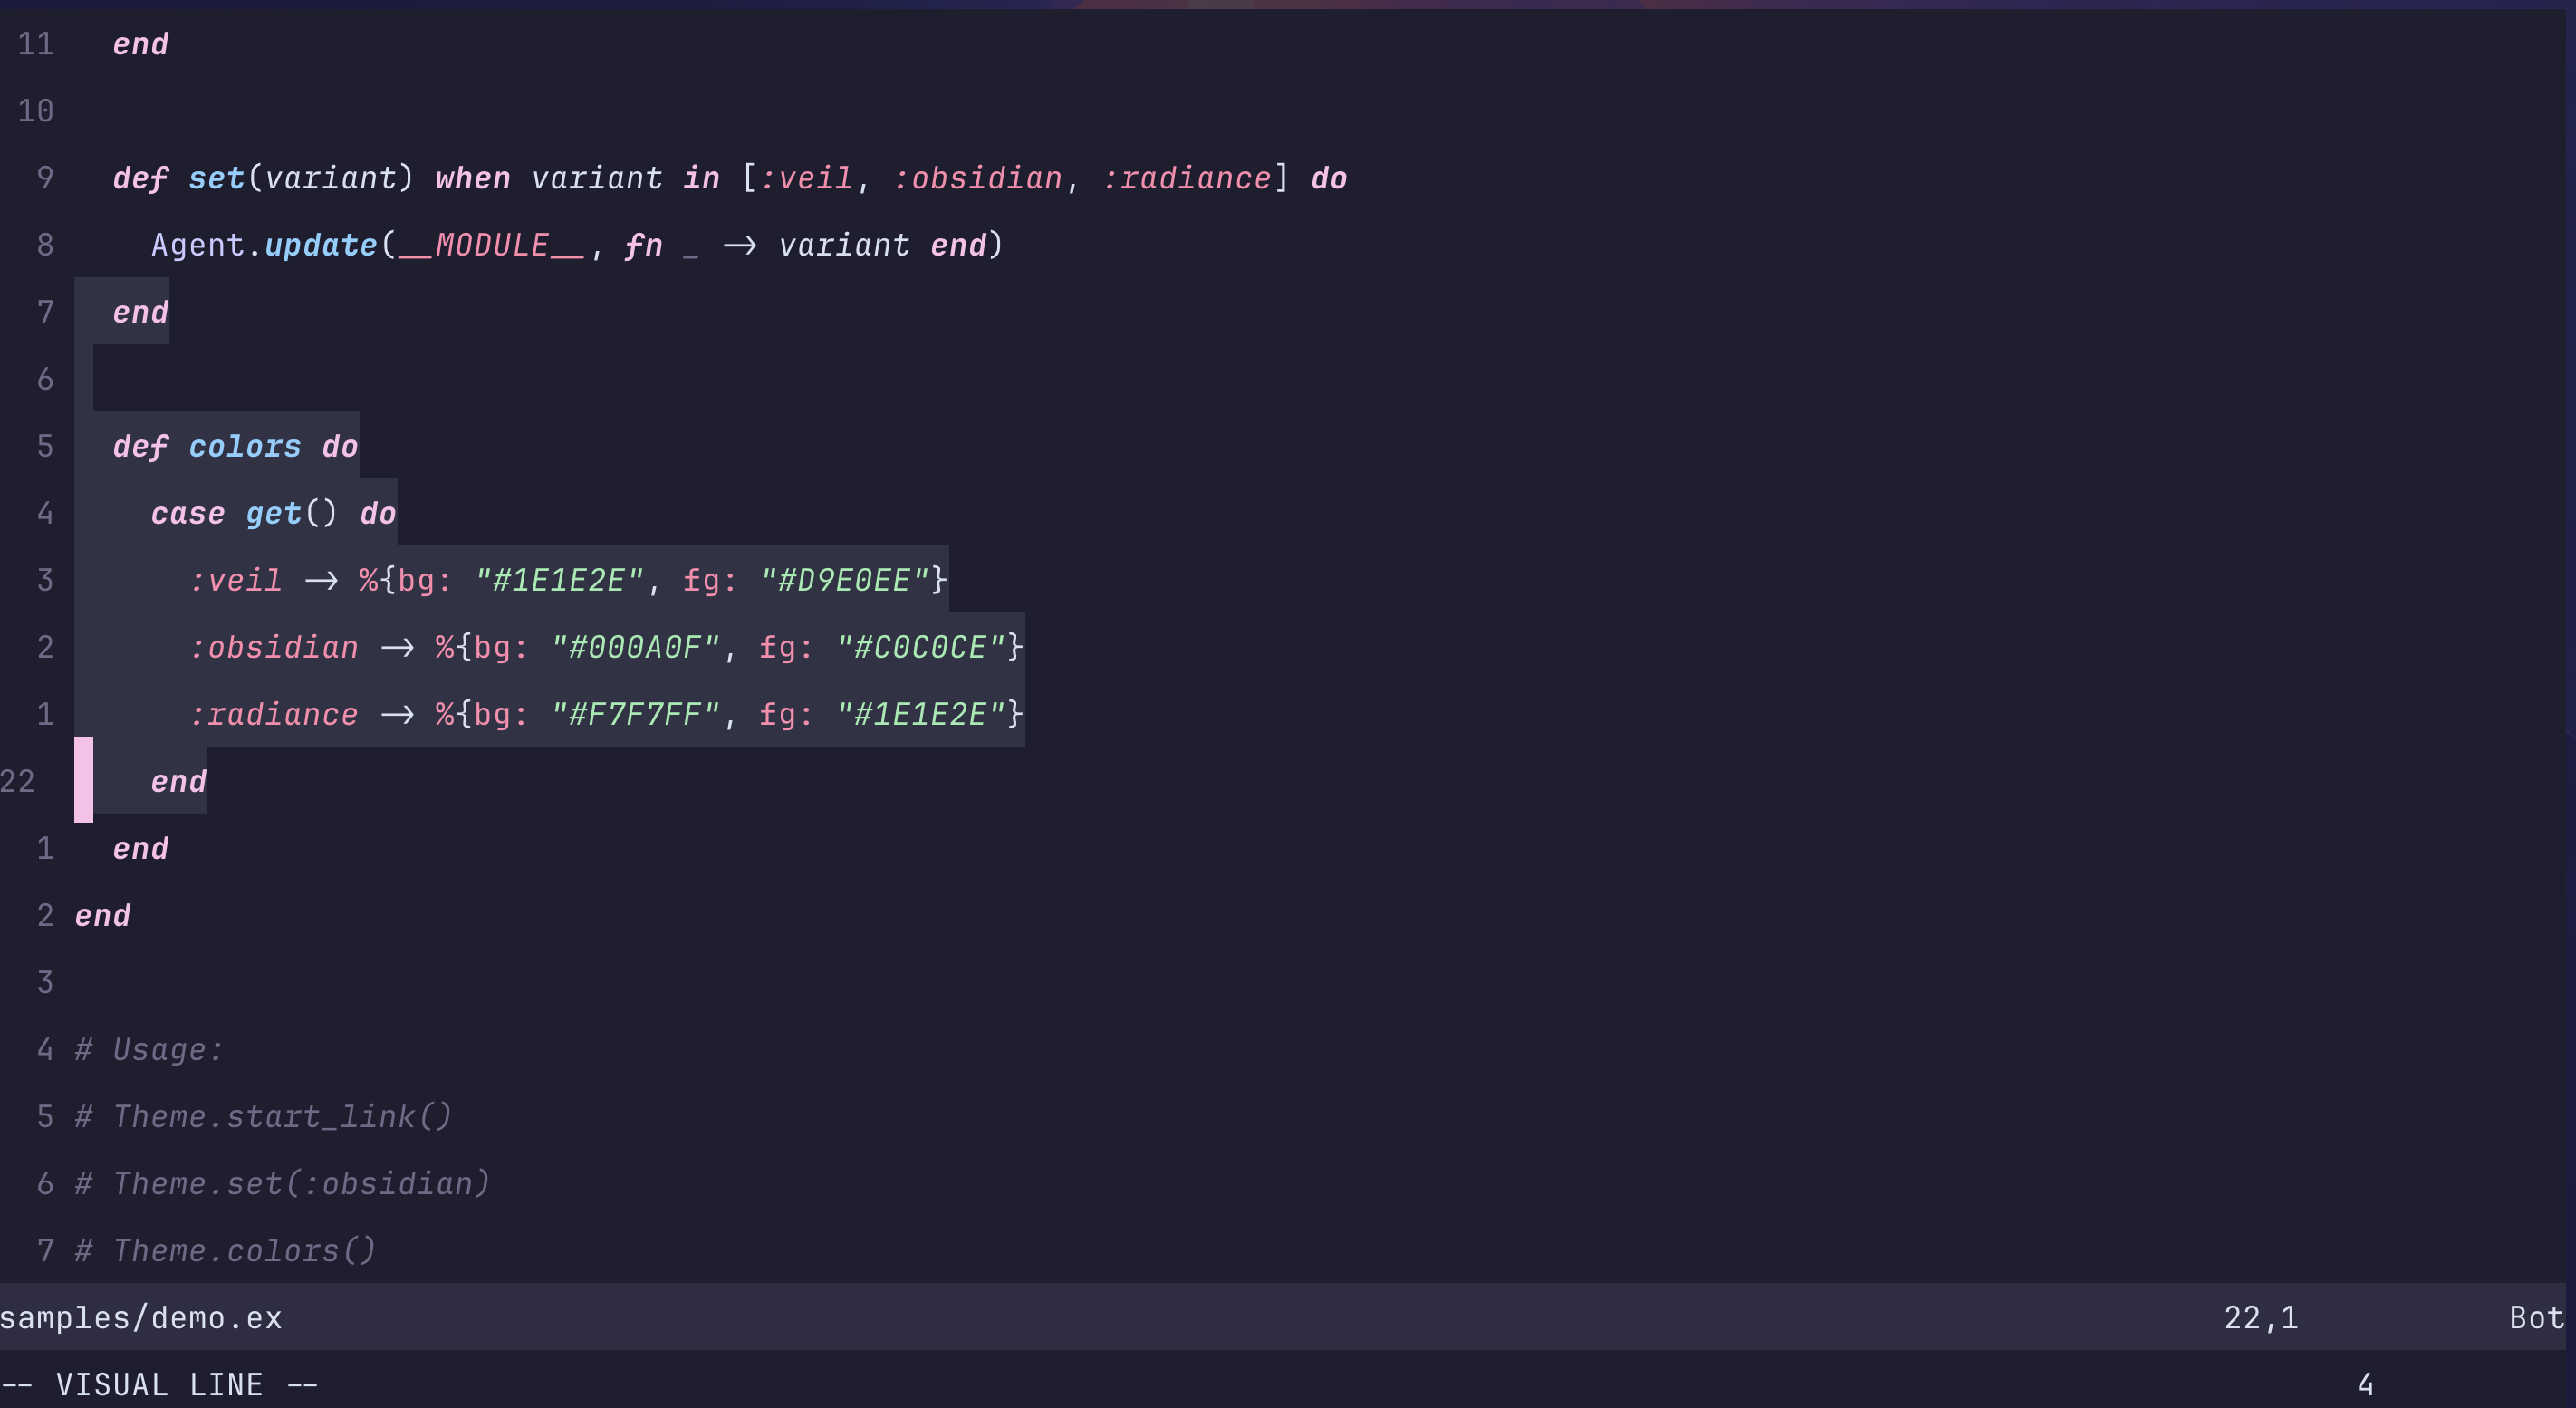 11   end
10
 9   def set(variant) when variant in [:veil, :obsidian, :radiance] do
 8     Agent.update(__MODULE__, fn _ -> variant end)
 7   end
 6
 5   def colors do
 4     case get() do
 3       :veil -> %{bg: "#1E1E2E", fg: "#D9E0EE"}
 2       :obsidian -> %{bg: "#000A0F", fg: "#C0C0CE"}
 1       :radiance -> %{bg: "#F7F7FF", fg: "#1E1E2E"}
22      end
 1   end
 2 end
 3
 4 # Usage:
 5 # Theme.start_link()
 6 # Theme.set(:obsidian)
 7 # Theme.colors()
samples/demo.ex 22,1 Bot
-- VISUAL LINE -- 4